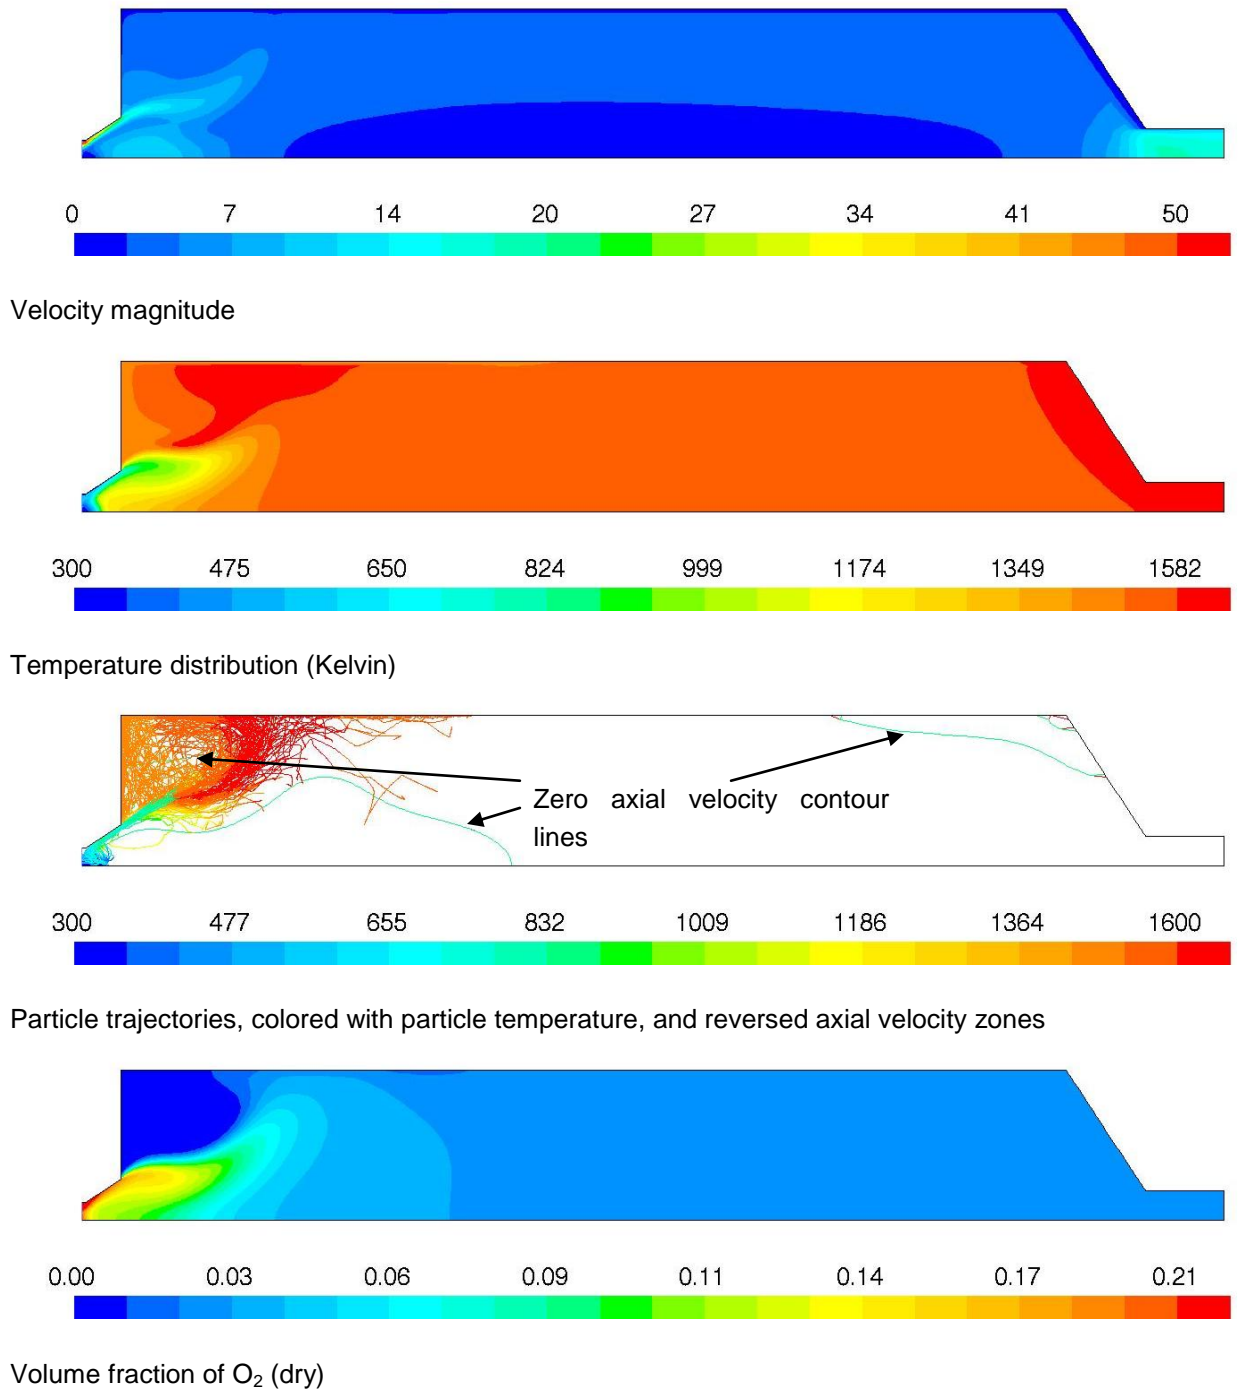 0 7 14 20 27 34 41 50
Velocity magnitude
300 475 650 824 999 1174 1349 1582
Temperature distribution (Kelvin)
Zero axial velocity contour
lines
300 477 655 832 1009 1186 1364 1600
Particle trajectories, colored with particle temperature, and reversed axial velocity zones
0.00 0.03 0.06 0.09 0.11 0.14 0.17 0.21
Volume fraction of O₂ (dry)